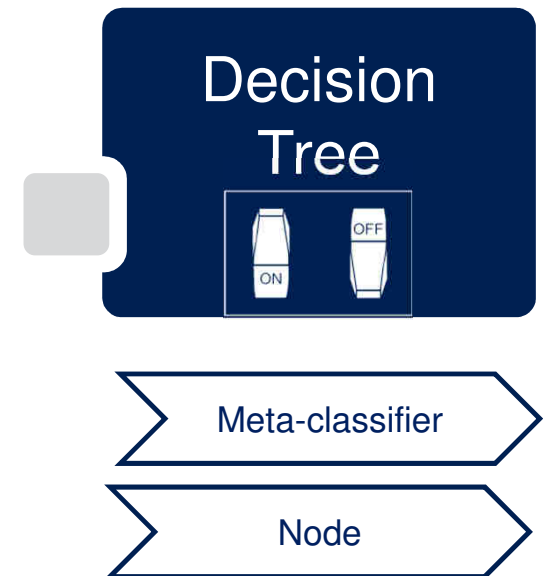 Decision
Tree
OFF
ON
Meta-classifier
Node